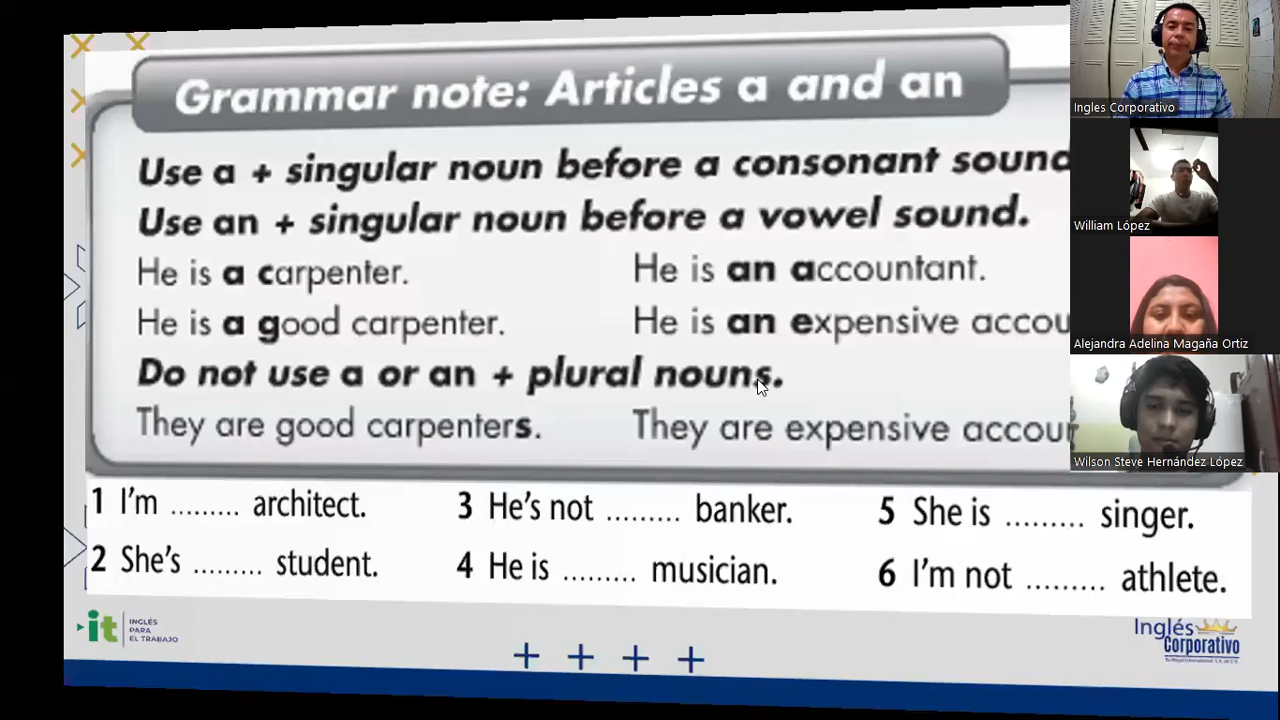 Grammar note: Articles a and an
Use a + singular noun before a consonant sound
Use an + singular noun before a vowel sound.
He is a carpenter. He is an accountant.
He is a good carpenter. He is an expensive accou
Do not use a or an + plural nouns.
They are good carpenters. They are expensive accou
1 I'm ......... architect. 3 He's not ......... banker. 5 She is ......... singer.
2 She's ......... student. 4 He is ......... musician. 6 I'm not ......... athlete.
it INGLÉS
PARA
EL TRABAJO
Inglés
Corporativo
Ingles Corporativo
William López
Alejandra Adelina Magaña Ortiz
Wilson Steve Hernández López